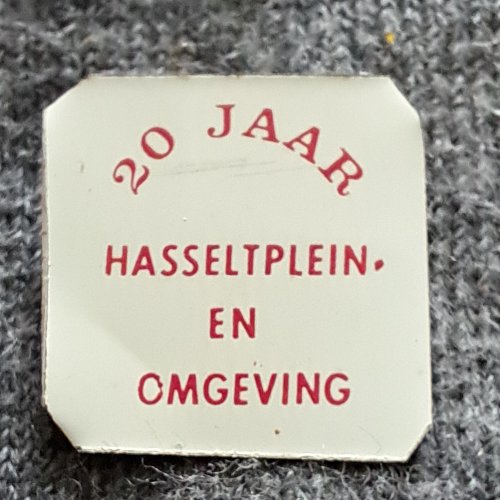 20 JAAR
HASSELTPLEIN.
EN
OMGEVING